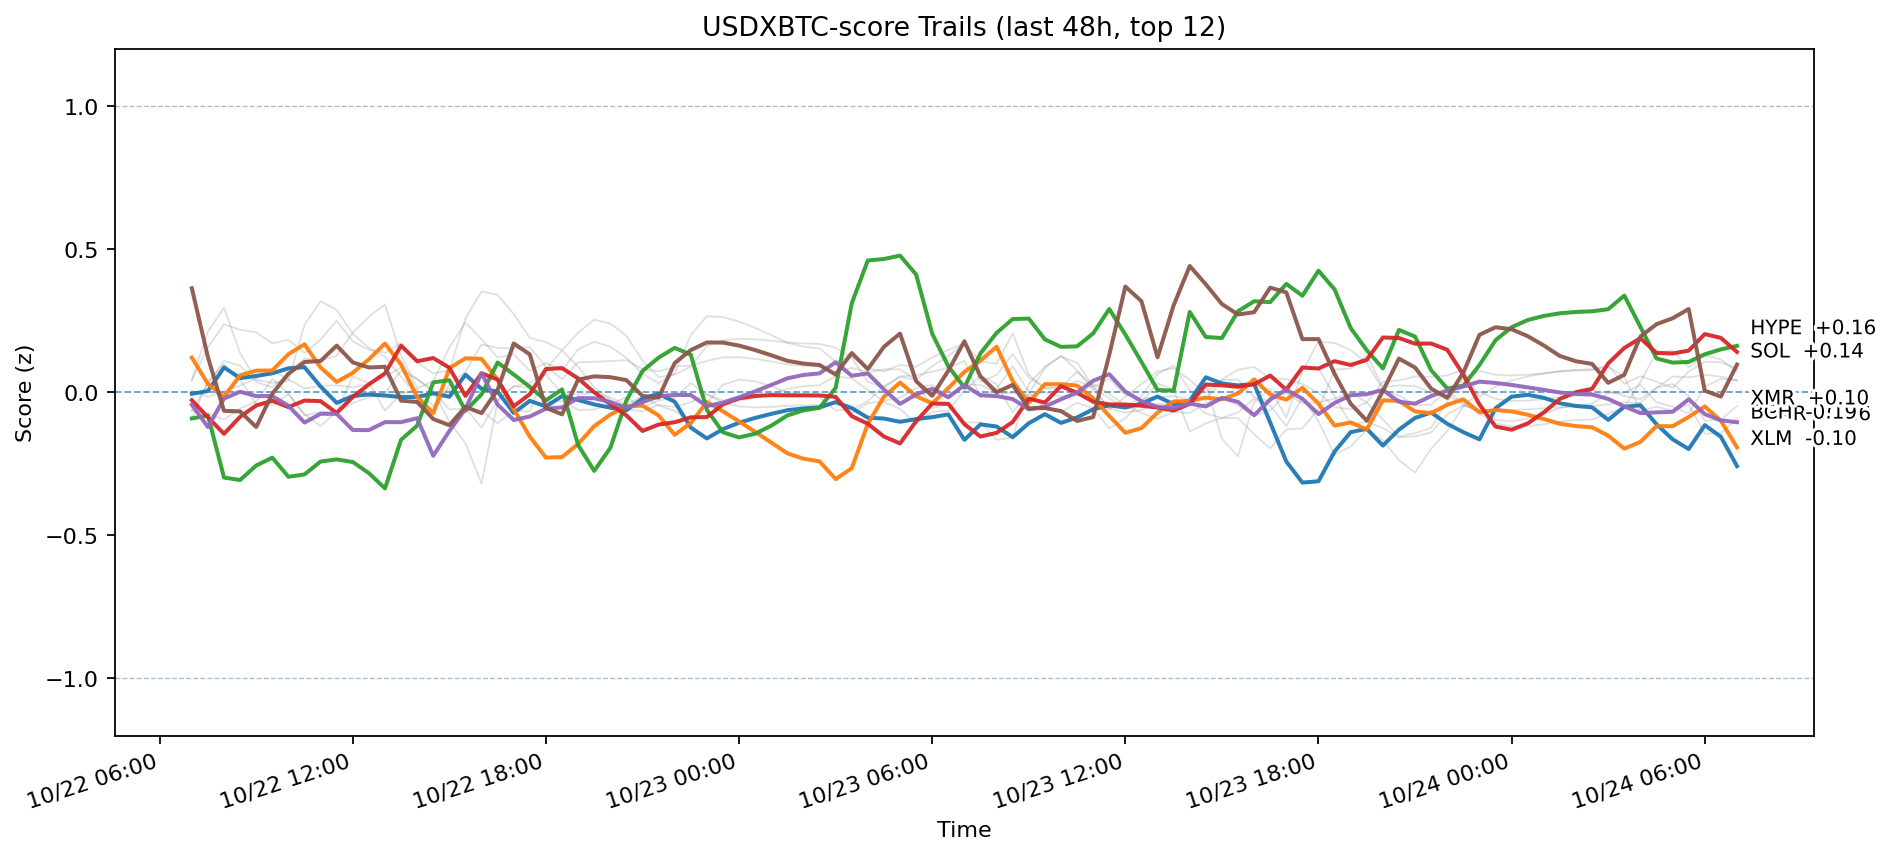 USDXBTC-score Trails (last 48h, top 12)
Score (z)
1.0
0.5
0.0
−0.5
−1.0
HYPE +0.16
SOL +0.14
XMR +0.10
XLM -0.10
10/22 06:00
10/22 12:00
10/22 18:00
10/23 00:00
10/23 06:00
10/23 12:00
10/23 18:00
10/24 00:00
10/24 06:00
Time